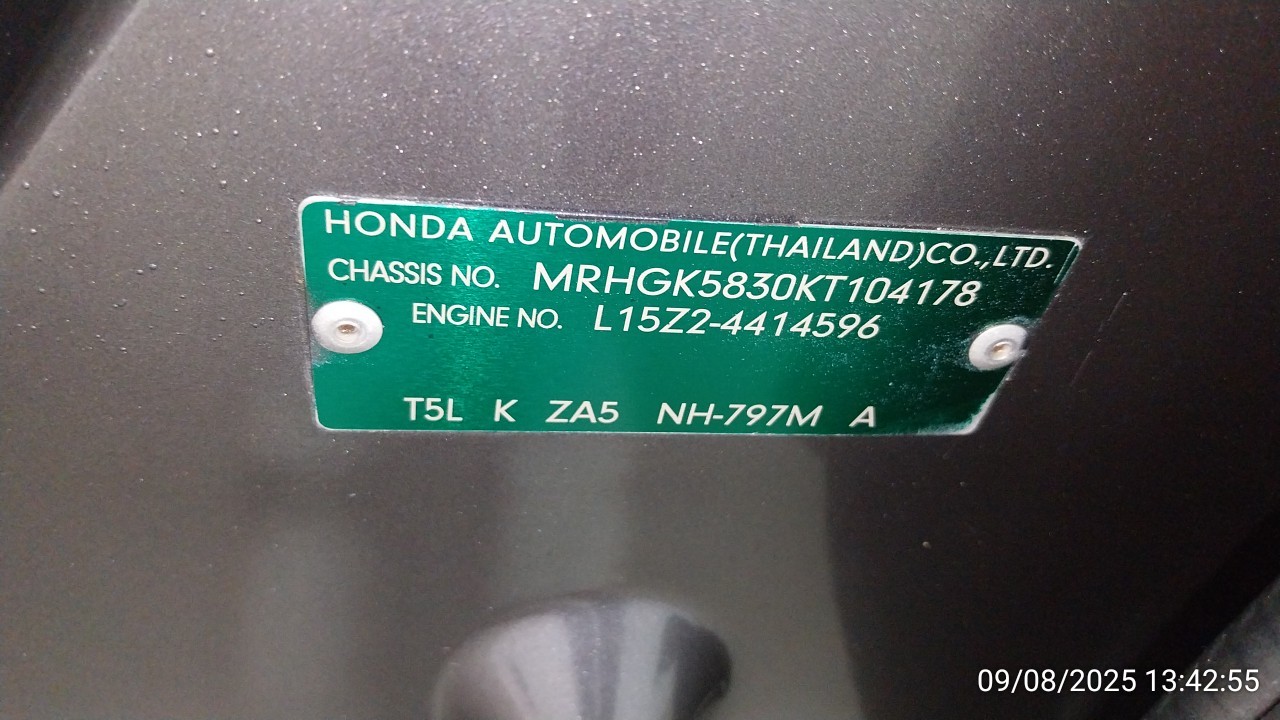 HONDA AUTOMOBILE(THAILAND)CO.,LTD.
CHASSIS NO. MRHGK5830KT104178
ENGINE NO. L15Z2-4414596
T5L K ZA5 NH-797M A
09/08/2025 13:42:55